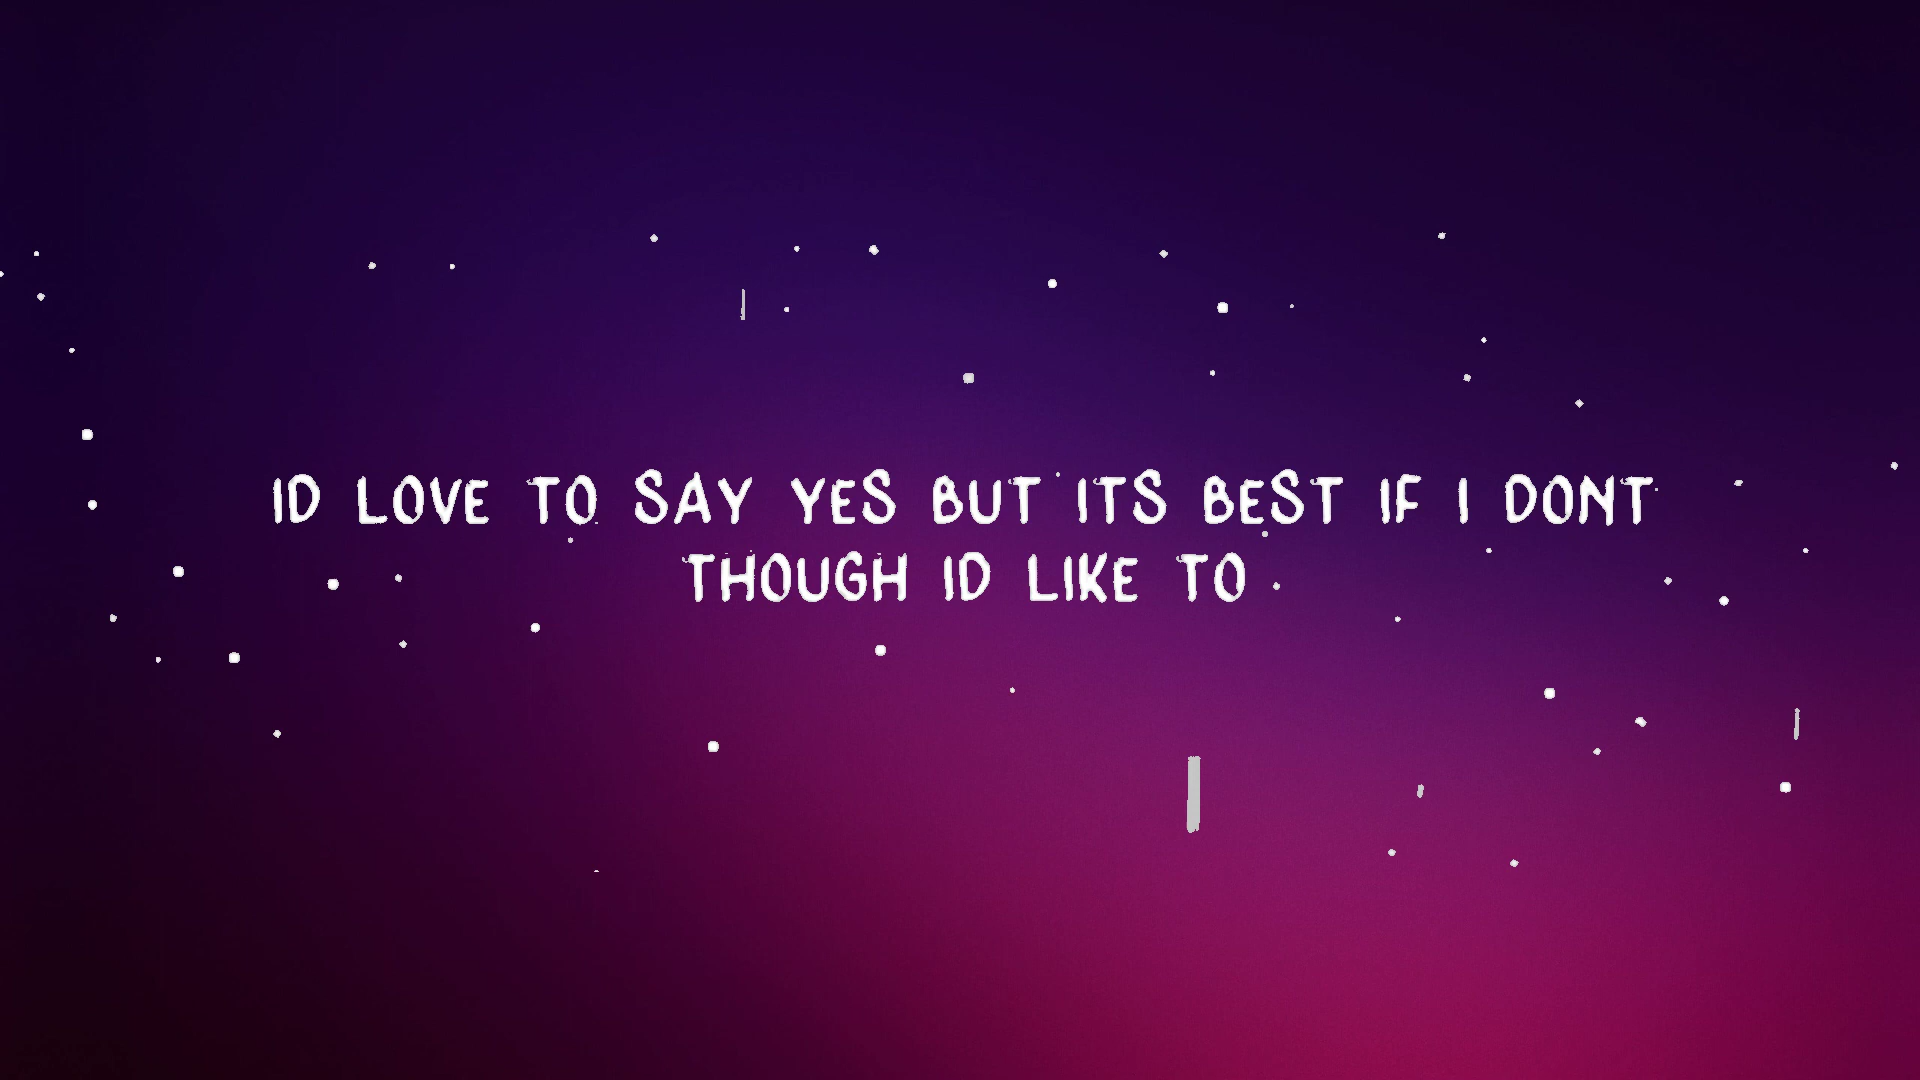 ID LOVE TO SAY YES BUT ITS BEST IF I DONT
THOUGH ID LIKE TO